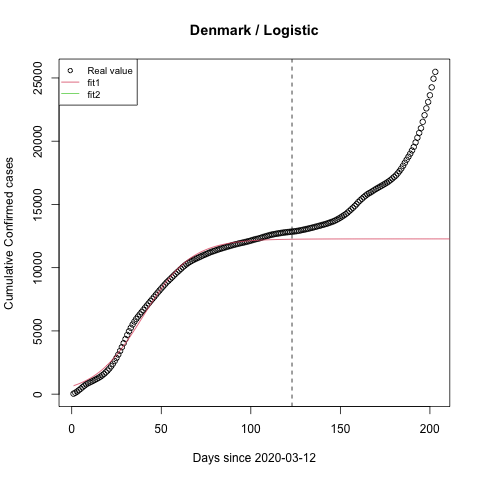 Denmark / Logistic
Real value
fit1
fit2
Cumulative Confirmed cases
0
5000
10000
15000
20000
25000
0 50 100 150 200
Days since 2020-03-12